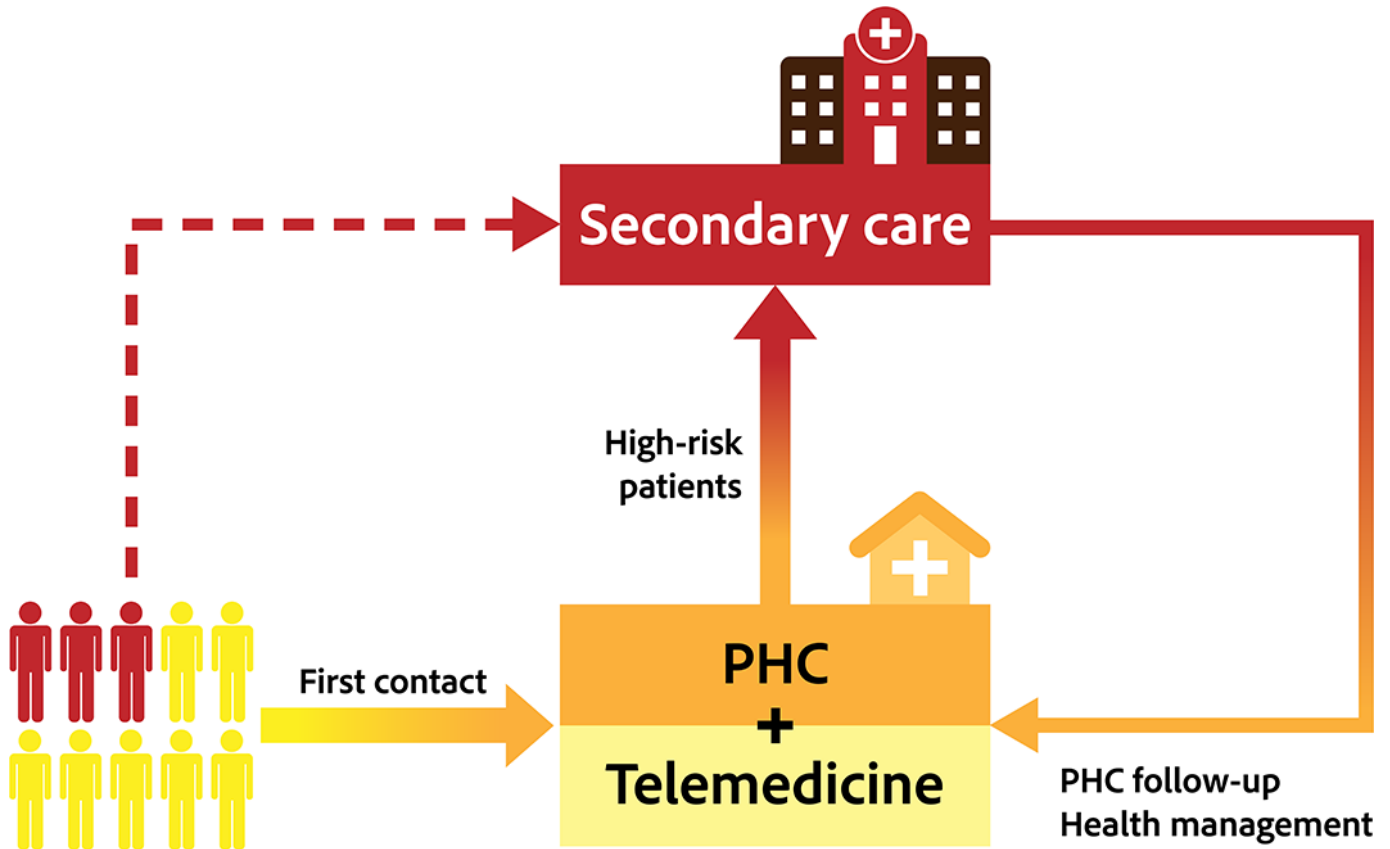 Secondary care
High-risk
patients
First contact
PHC
+
Telemedicine
PHC follow-up
Health management